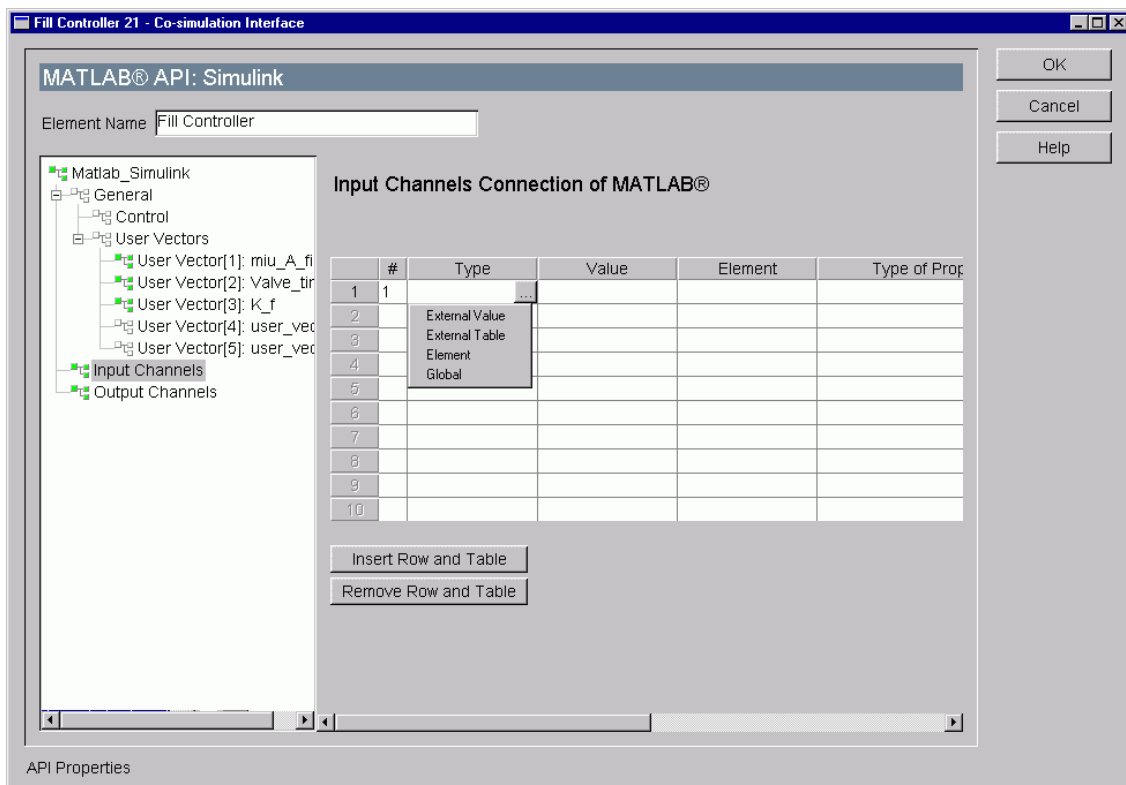 Fill Controller 21 - Co-simulation Interface
MATLAB® API: Simulink
OK
Cancel
Help
Element Name Fill Controller
Matlab_Simulink
General
Control
User Vectors
User Vector[1]: miu_A_fi
User Vector[2]: Valve_tir
User Vector[3]: K_f
User Vector[4]: user_vec
User Vector[5]: user_vec
Input Channels
Output Channels
Input Channels Connection of MATLAB®
# Type Value Element Type of Prop
1 1 ...
2
3
4
5
6
7
8
9
10
External Value
External Table
Element
Global
Insert Row and Table
Remove Row and Table
API Properties